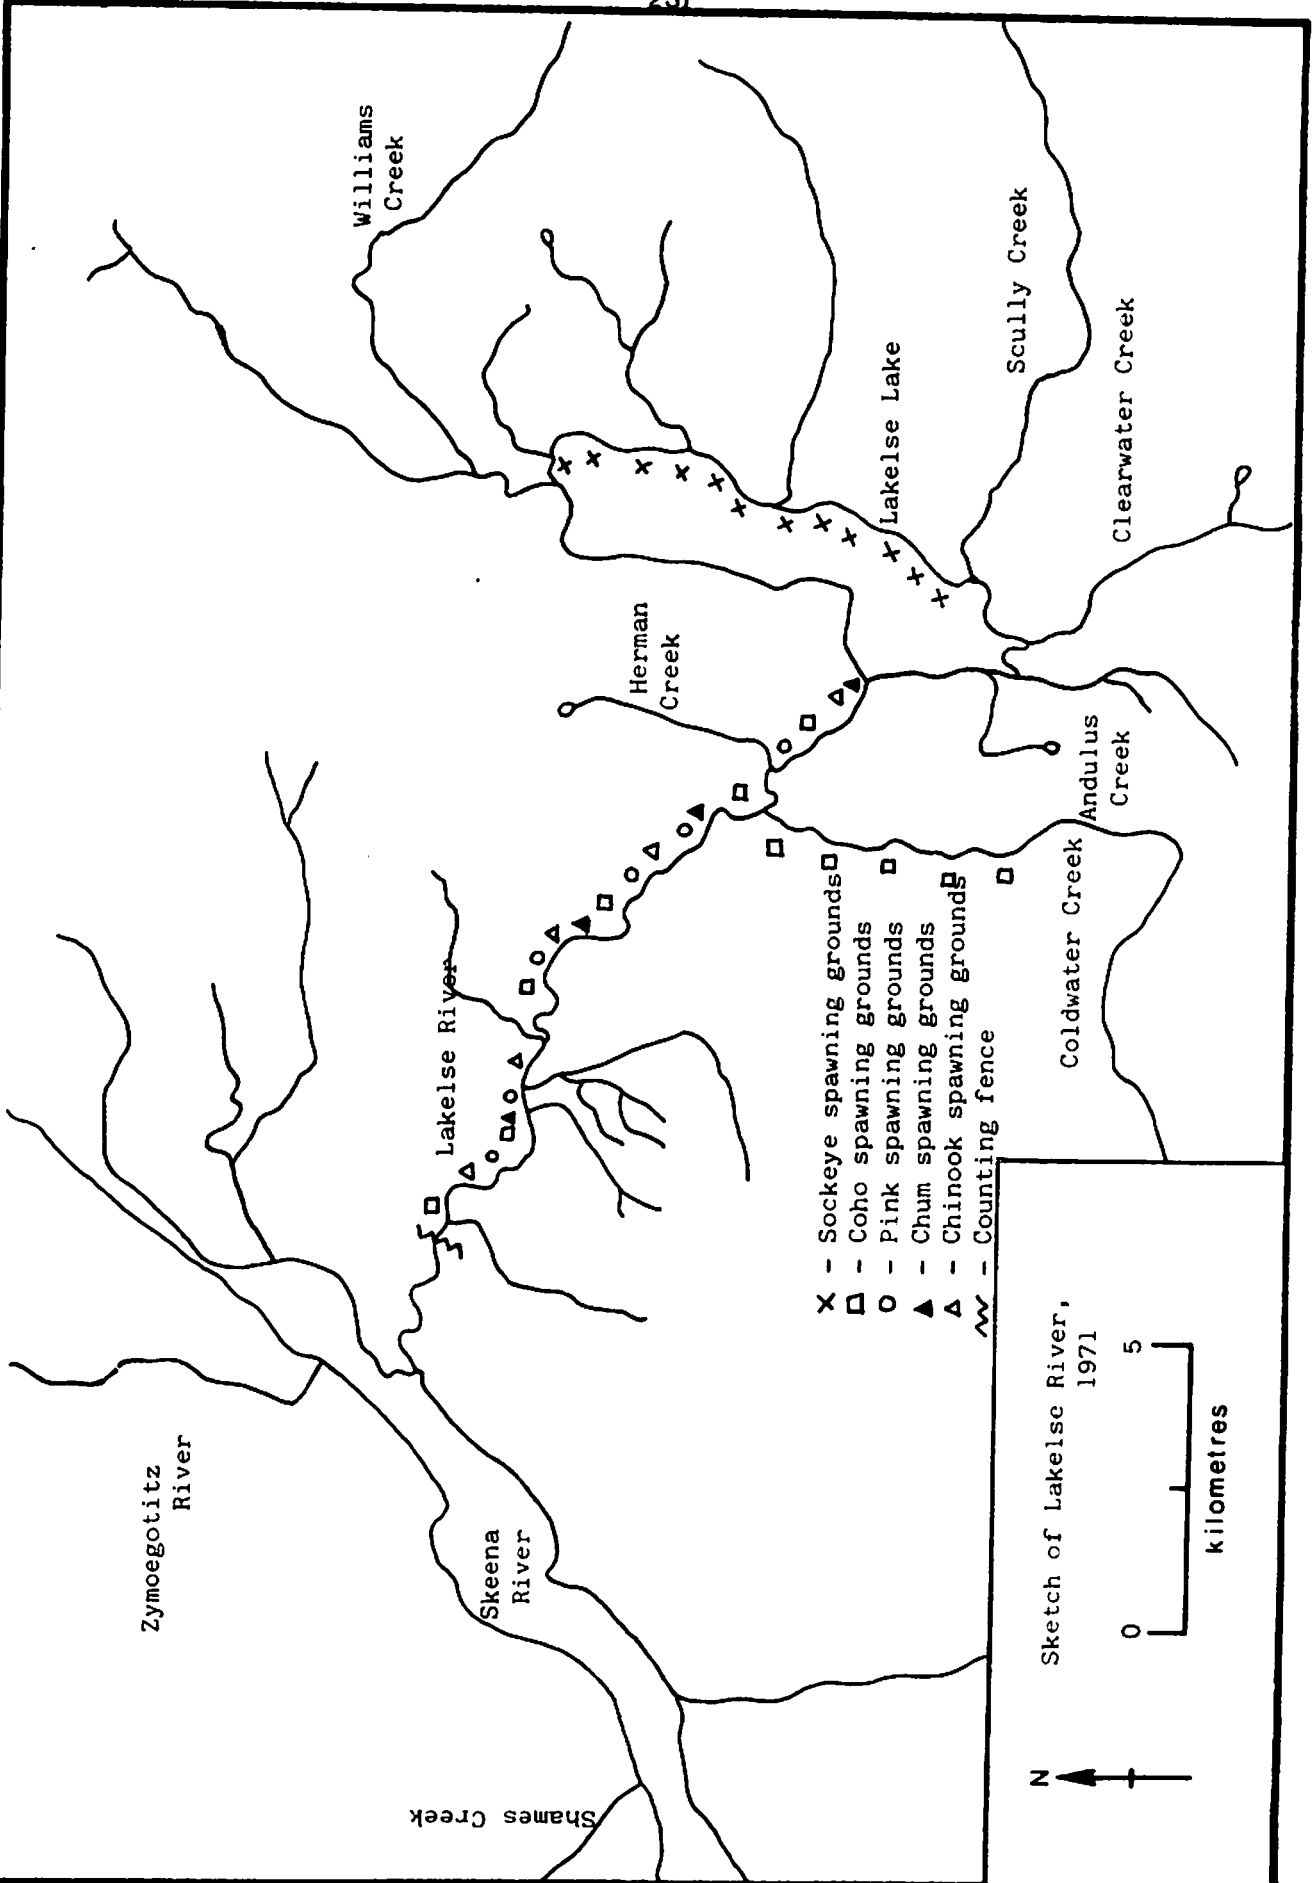 Williams
Creek
Zymoegotitz
River
Skeena
River
Shames Creek
Lakelse River
Herman
Creek
Lakelse Lake
Scully Creek
Clearwater Creek
Andulus
Creek
Coldwater Creek
X - Sockeye spawning grounds
□ - Coho spawning grounds
○ - Pink spawning grounds
▲ - Chum spawning grounds
△ - Chinook spawning grounds
- Counting fence
Sketch of Lakelse River,
1971
0 5
kilometres
N